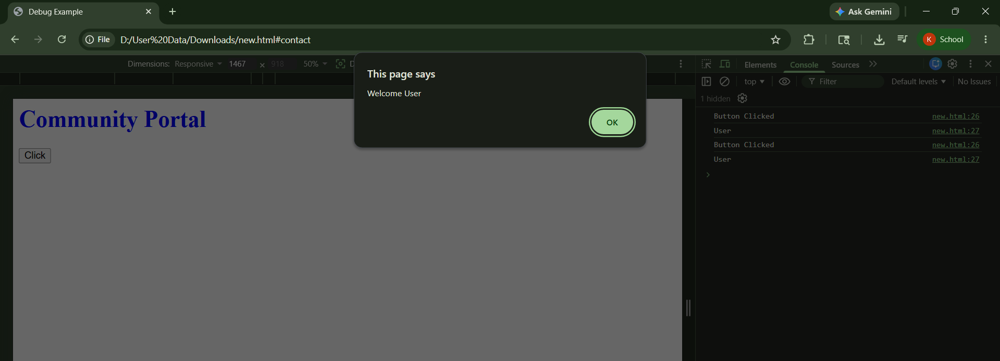 Debug Example
Ask Gemini
File D:/User%20Data/Downloads/new.html#contact
K School
Dimensions: Responsive 1467 × 918 50% D
This page says
Welcome User
OK
Community Portal
Click
Elements Console Sources
top Filter Default levels No Issues
1 hidden
Button Clicked new.html:26
User new.html:27
Button Clicked new.html:26
User new.html:27